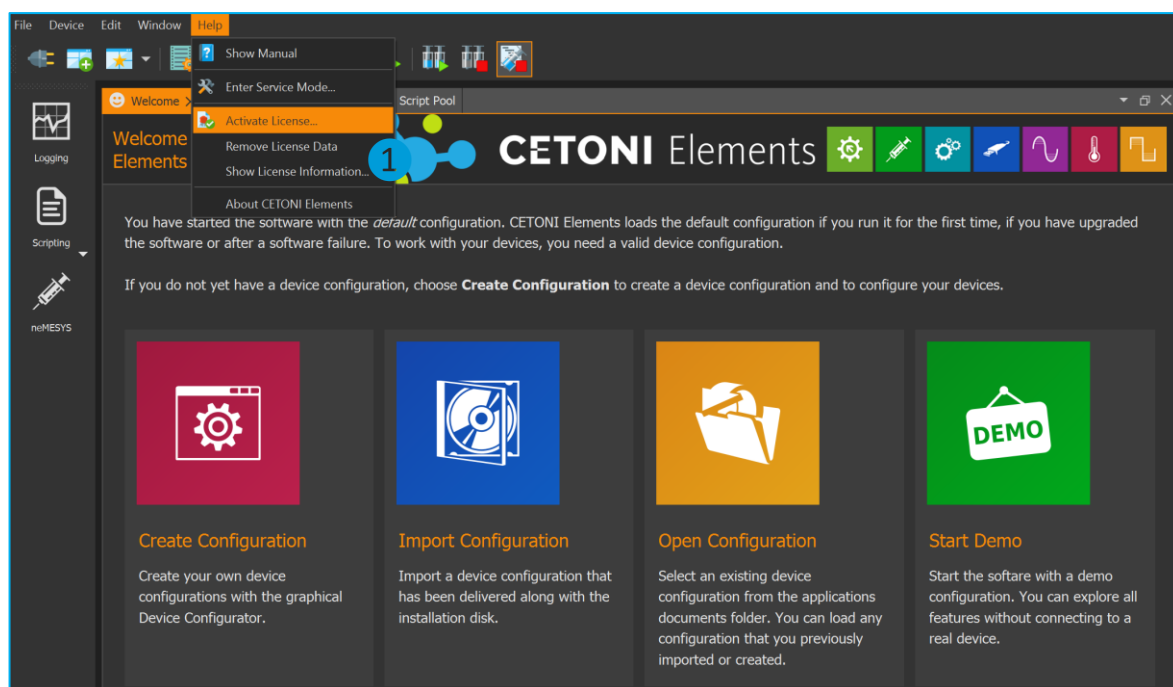 File Device Edit Window Help
Show Manual
Enter Service Mode...
Activate License...
Remove License Data
Show License Information...
About CETONI Elements
1
Logging
Scripting
neMESYS
Welcome
Script Pool
Welcome
Elements
CETONI Elements
You have started the software with the default configuration. CETONI Elements loads the default configuration if you run it for the first time, if you have upgraded
the software or after a software failure. To work with your devices, you need a valid device configuration.
If you do not yet have a device configuration, choose Create Configuration to create a device configuration and to configure your devices.
Create Configuration
Create your own device
configurations with the graphical
Device Configurator.
Import Configuration
Import a device configuration that
has been delivered along with the
installation disk.
Open Configuration
Select an existing device
configuration from the applications
documents folder. You can load any
configuration that you previously
imported or created.
DEMO
Start Demo
Start the softare with a demo
configuration. You can explore all
features without connecting to a
real device.